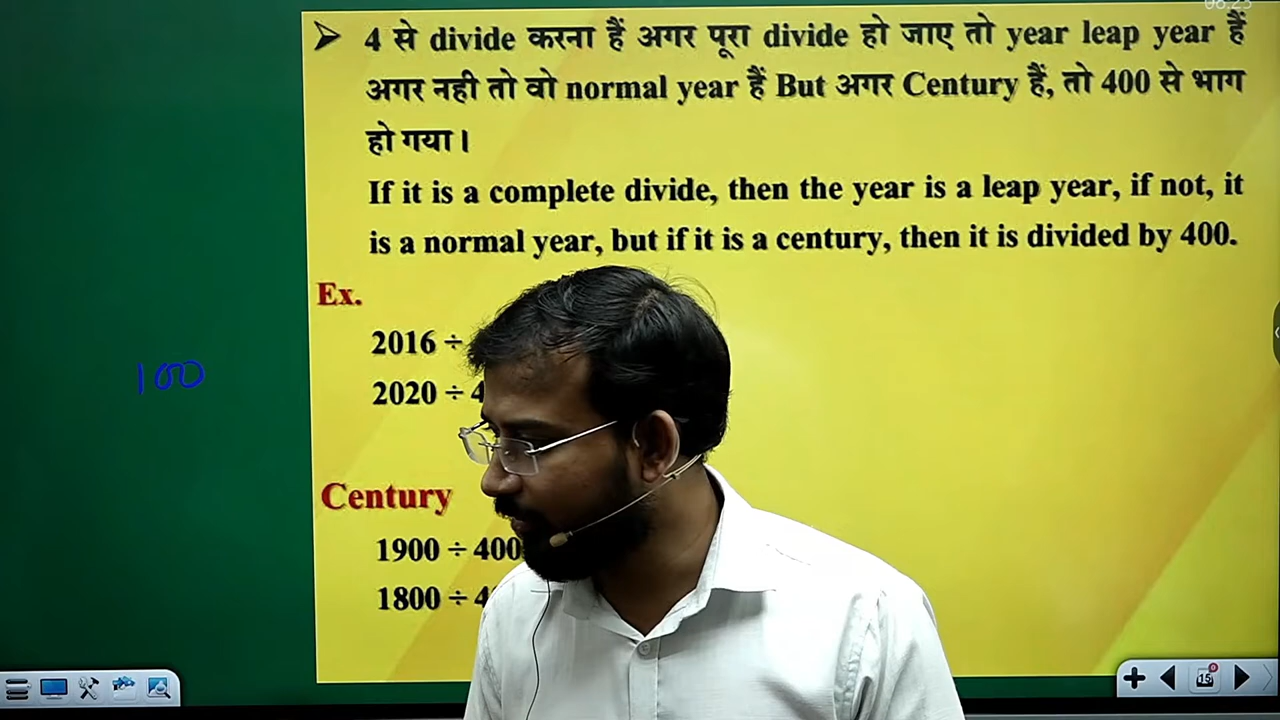 4 से divide करना हैं अगर पूरा divide हो जाए तो year leap year हैं
अगर नही तो वो normal year हैं But अगर Century हैं, तो 400 से भाग
हो गया।
If it is a complete divide, then the year is a leap year, if not, it
is a normal year, but if it is a century, then it is divided by 400.
Ex.
2016 ÷
2020 ÷ 4
100
Century
1900 ÷ 400
1800 ÷ 4
15